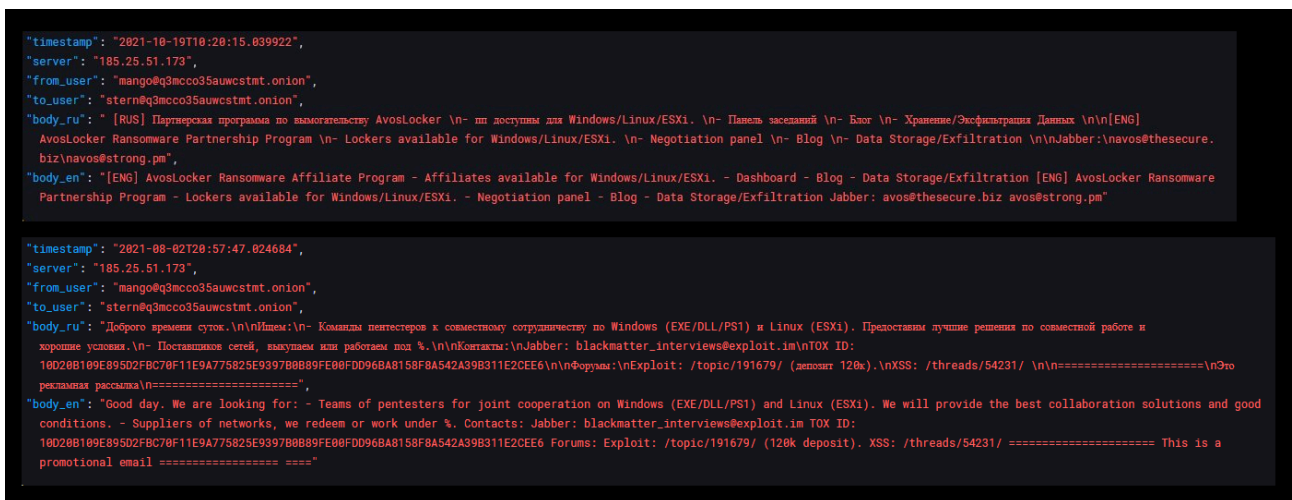 "timestamp": "2021-10-19T10:20:15.039922",
"server": "185.25.51.173",
"from_user": "mango@q3mcco35auwcstmt.onion",
"to_user": "stern@q3mcco35auwcstmt.onion",
"body_ru": " [RUS] Партнерская программа по вымогательству AvosLocker \n- пп доступны для Windows/Linux/ESXi. \n- Панель заседаний \n- Блог \n- Хранение/Эксфильтрация Данных \n\n[ENG]
AvosLocker Ransomware Partnership Program \n- Lockers available for Windows/Linux/ESXi. \n- Negotiation panel \n- Blog \n- Data Storage/Exfiltration \n\nJabber:\navos@thesecure.
biz\navos@strong.pm",
"body_en": "[ENG] AvosLocker Ransomware Affiliate Program - Affiliates available for Windows/Linux/ESXi. - Dashboard - Blog - Data Storage/Exfiltration [ENG] AvosLocker Ransomware
Partnership Program - Lockers available for Windows/Linux/ESXi. - Negotiation panel - Blog - Data Storage/Exfiltration Jabber: avos@thesecure.biz avos@strong.pm"
"timestamp": "2021-08-02T20:57:47.024684",
"server": "185.25.51.173",
"from_user": "mango@q3mcco35auwcstmt.onion",
"to_user": "stern@q3mcco35auwcstmt.onion",
"body_ru": "Доброго времени суток.\n\nИщем:\n- Команды пентестеров к совместному сотрудничеству по Windows (EXE/DLL/PS1) и Linux (ESXi). Предоставим лучшие решения по совместной работе и
хорошие условия.\n- Поставщиков сетей, выкупаем или работаем под %.\n\nКонтакты:\nJabber: blackmatter_interviews@exploit.im\nTOX ID:
10D20B109E895D2FBC70F11E9A775825E9397B0B89FE00FDD96BA8158F8A542A39B311E2CEE6\n\nФорумы:\nExploit: /topic/191679/ (депозит 120к).\nXSS: /threads/54231/ \n\n======================\nЭто
рекламная рассылка\n======================",
"body_en": "Good day. We are looking for: - Teams of pentesters for joint cooperation on Windows (EXE/DLL/PS1) and Linux (ESXi). We will provide the best collaboration solutions and good
conditions. - Suppliers of networks, we redeem or work under %. Contacts: Jabber: blackmatter_interviews@exploit.im TOX ID:
10D20B109E895D2FBC70F11E9A775825E9397B0B89FE00FDD96BA8158F8A542A39B311E2CEE6 Forums: Exploit: /topic/191679/ (120k deposit). XSS: /threads/54231/ ====================== This is a
promotional email ================== ===="